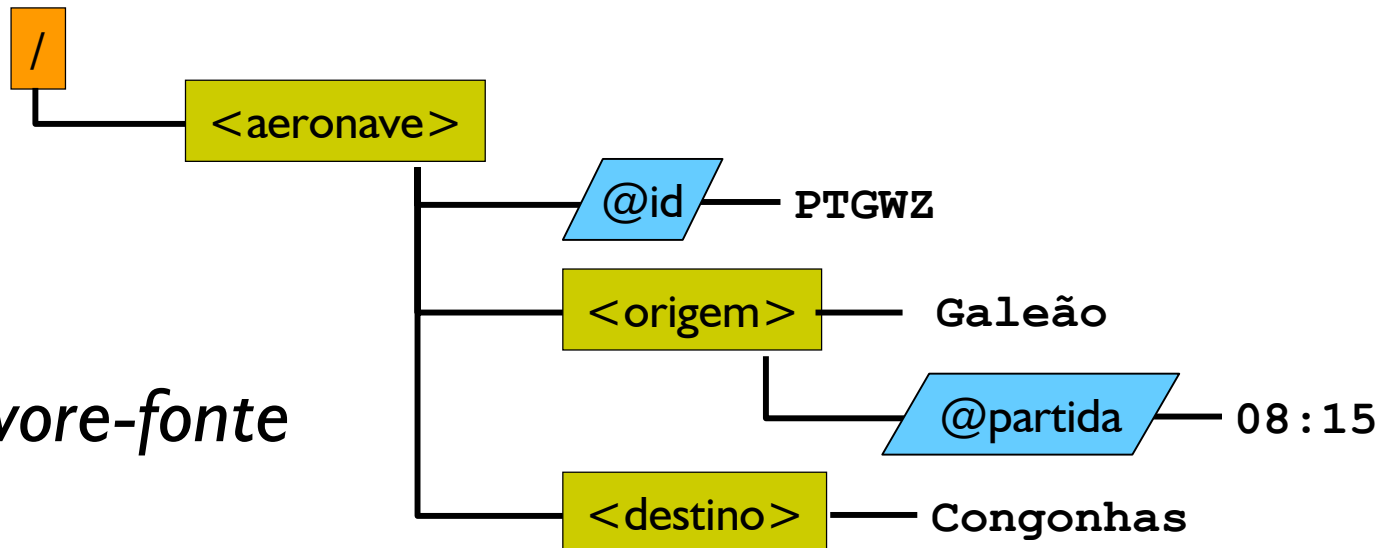 /
<aeronave>
@id PTGWZ
<origem> Galeão
vore-fonte
@partida 08:15
<destino> Congonhas